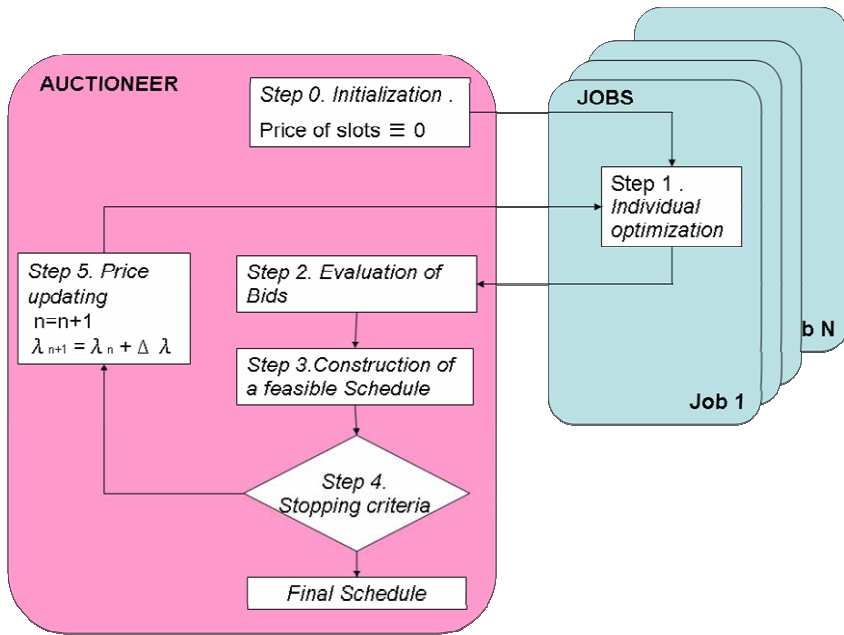 AUCTIONEER
Step 0. Initialization .
Price of slots ≡ 0
JOBS
Step 1 .
Individual
optimization
Step 5. Price
updating
n=n+1
λ n+1 = λ n + Δ λ
Step 2. Evaluation of
Bids
Step 3.Construction of
a feasible Schedule
Step 4.
Stopping criteria
Final Schedule
b N
Job 1